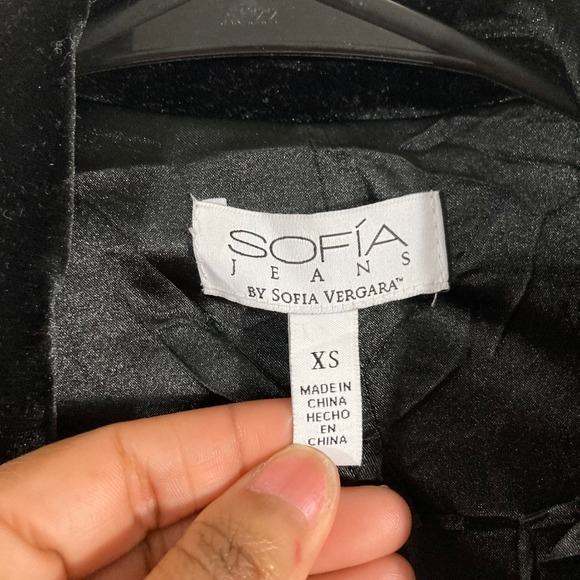 SOFÍA
JEANS
BY SOFIA VERGARA™
XS
MADE IN
CHINA
HECHO
EN
CHINA